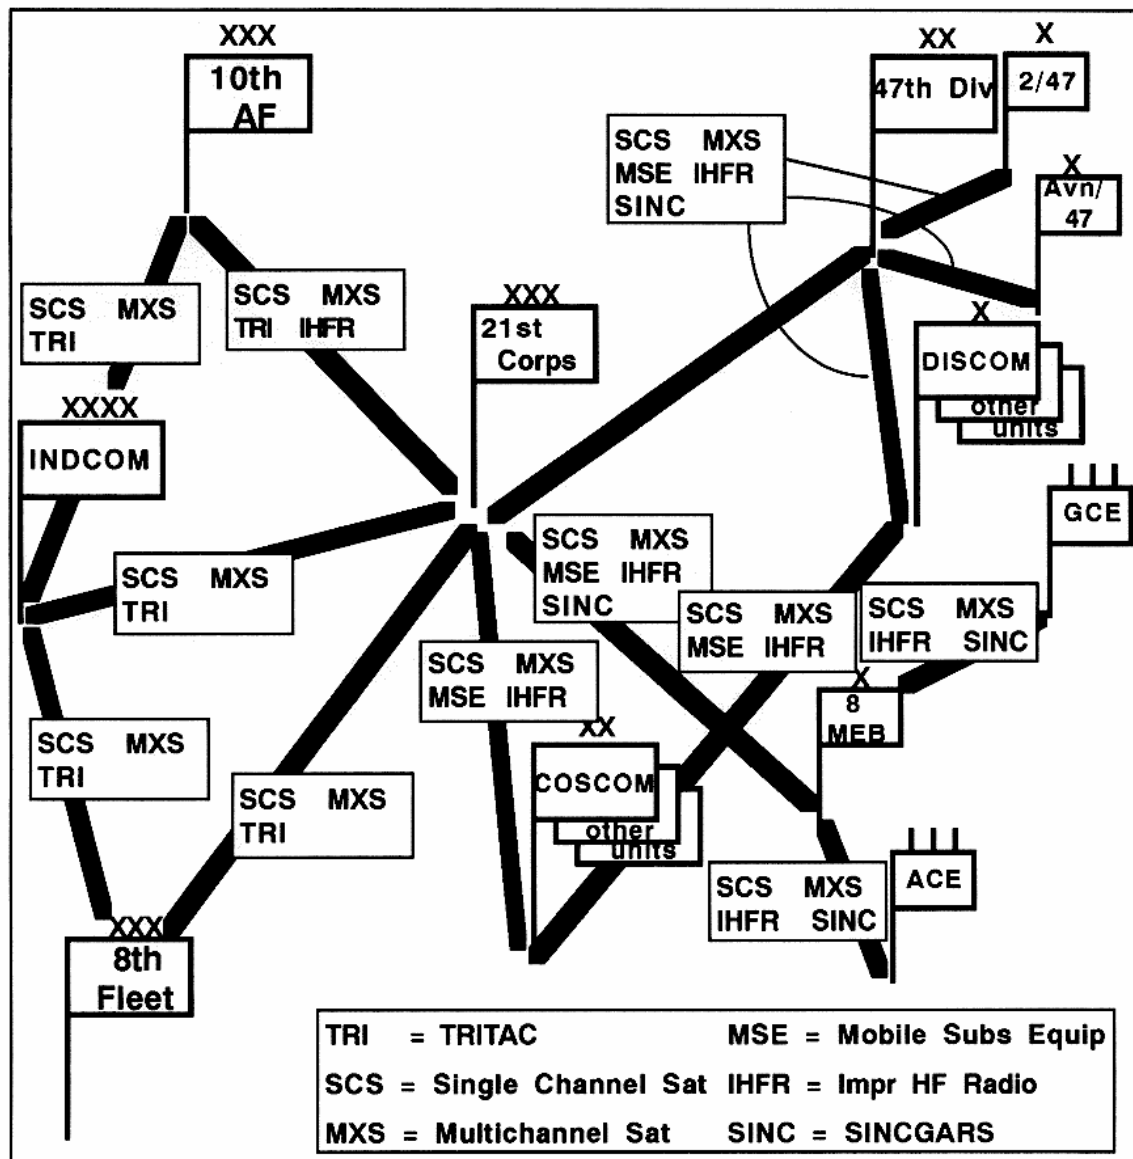 XXX
10th
AF
XX
47th Div
X
2/47
SCS MXS
MSE IHFR
SINC
X
Avn/
47
SCS MXS
TRI
SCS MXS
TRI IHFR
XXX
21st
Corps
X
DISCOM
other
units
XXXX
INDCOM
GCE
SCS MXS
TRI
SCS MXS
MSE IHFR
SINC
SCS MXS
MSE IHFR
SCS MXS
IHFR SINC
SCS MXS
MSE IHFR
X
8
MEB
SCS MXS
TRI
SCS MXS
TRI
XX
COSCOM
other
units
SCS MXS
IHFR SINC
ACE
XXX
8th
Fleet
TRI = TRITAC MSE = Mobile Subs Equip
SCS = Single Channel Sat IHFR = Impr HF Radio
MXS = Multichannel Sat SINC = SINCGARS